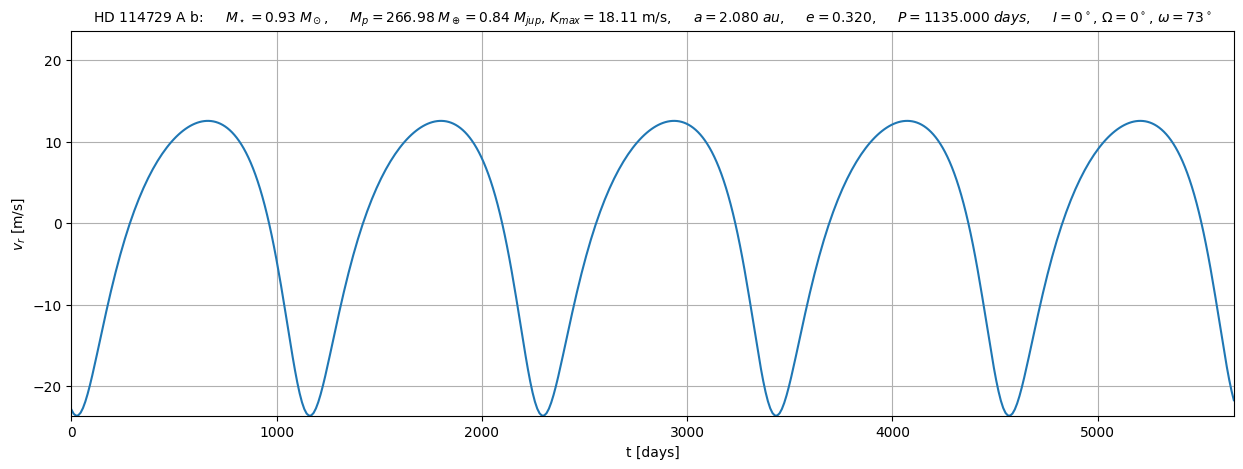 HD 114729 A b: M⋆ = 0.93 M⊙, Mp = 266.98 M⊕ = 0.84 Mjup, Kmax = 18.11 m/s, a = 2.080 au, e = 0.320, P = 1135.000 days, I = 0°, Ω = 0°, ω = 73°
20
10
0
−10
−20
vr [m/s]
0 1000 2000 3000 4000 5000
t [days]